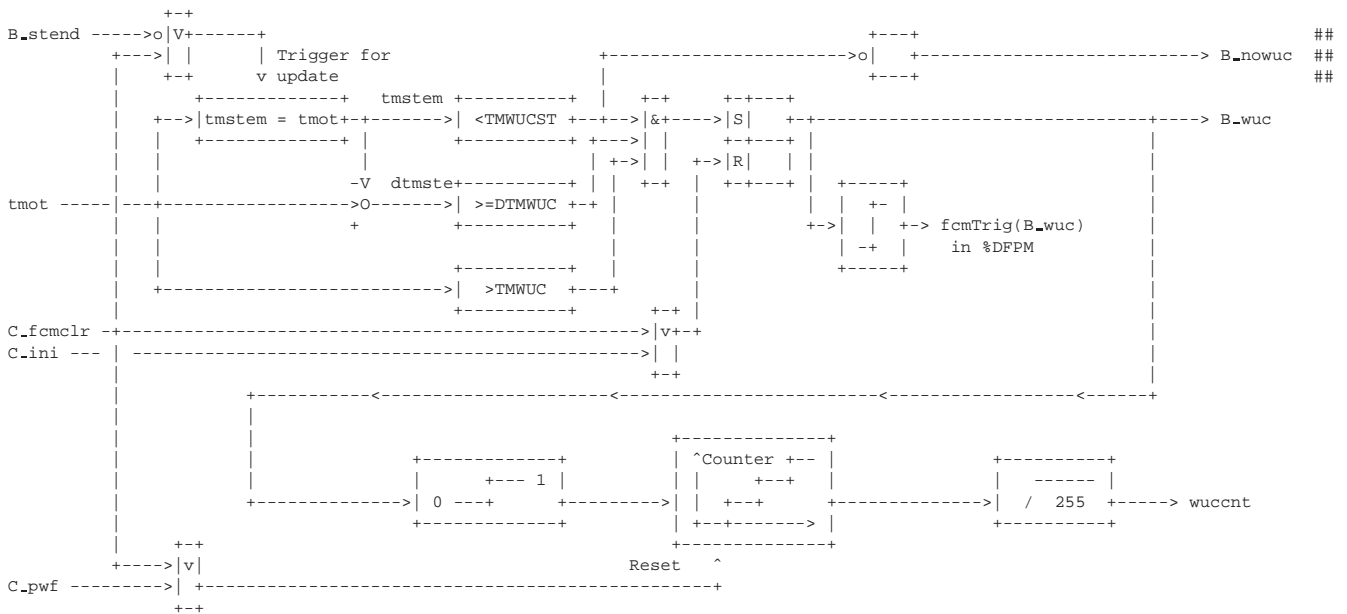 B_stend V
Trigger for
update
B_nowuc
##
##
##
tmstem
tmstem = tmot <TMWUCST & S B_wuc
R
dtmste
tmot >=DTMWUC
fcmTrig(B_wuc)
in %DFPM
>TMWUC
C_fcmclr v
C_ini
^Counter
1
0 / 255 wuccnt
v
Reset ^
C_pwf